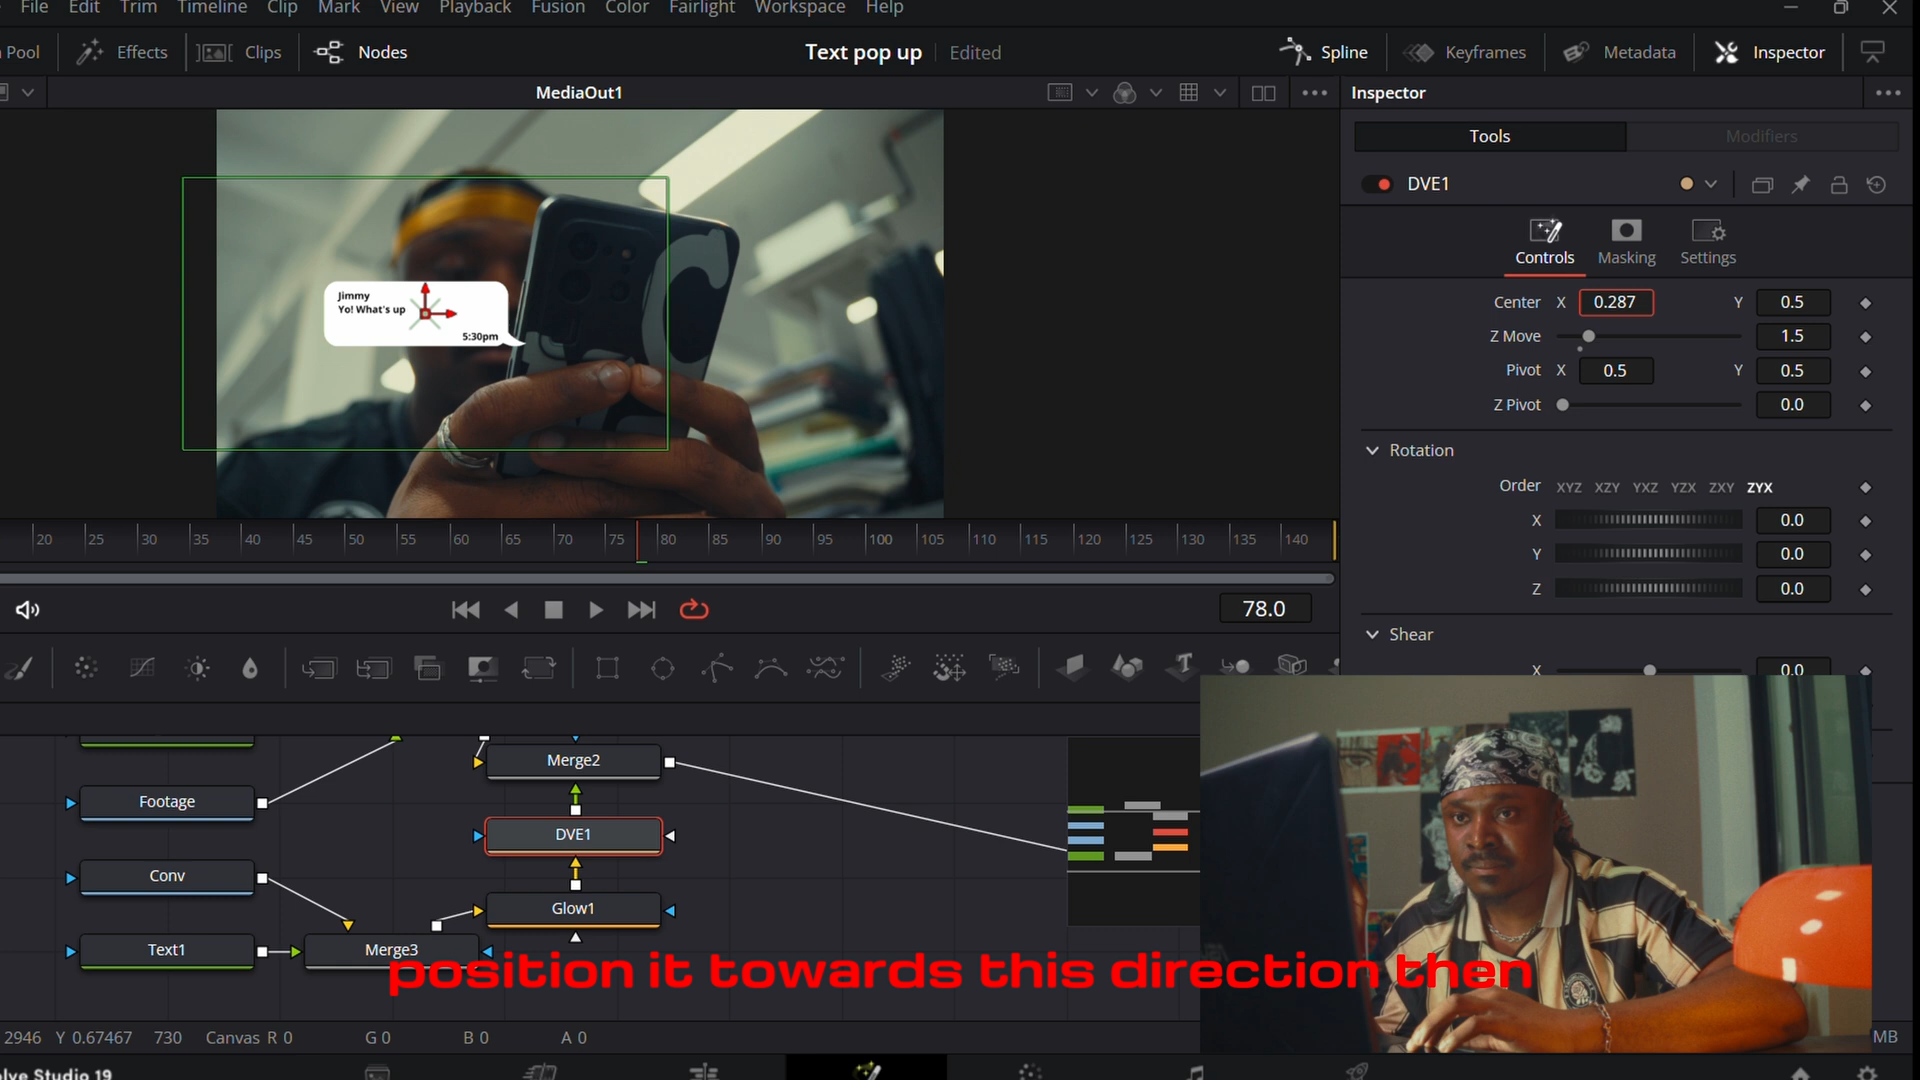 File Edit Trim Timeline Clip Mark View Playback Fusion Color Fairlight Workspace Help
Pool Effects Clips Nodes Text pop up Edited Spline Keyframes Metadata Inspector
MediaOut1
Inspector
Tools Modifiers
DVE1
Controls Masking Settings
Center X 0.287 Y 0.5
Z Move 1.5
Pivot X 0.5 Y 0.5
Z Pivot 0.0
Rotation
Order XYZ XZY YXZ YZX ZXY ZYX
X 0.0
Y 0.0
Z 0.0
Shear
X 0.0
Jimmy
Yo! What's up
5:30pm
20 25 30 35 40 45 50 55 60 65 70 75 80 85 90 95 100 105 110 115 120 125 130 135 140
78.0
Merge2
Footage
DVE1
Conv
Glow1
Text1
Merge3
position it towards this direction then
2946 Y 0.67467 730 Canvas R 0 G 0 B 0 A 0
MB
olve Studio 19